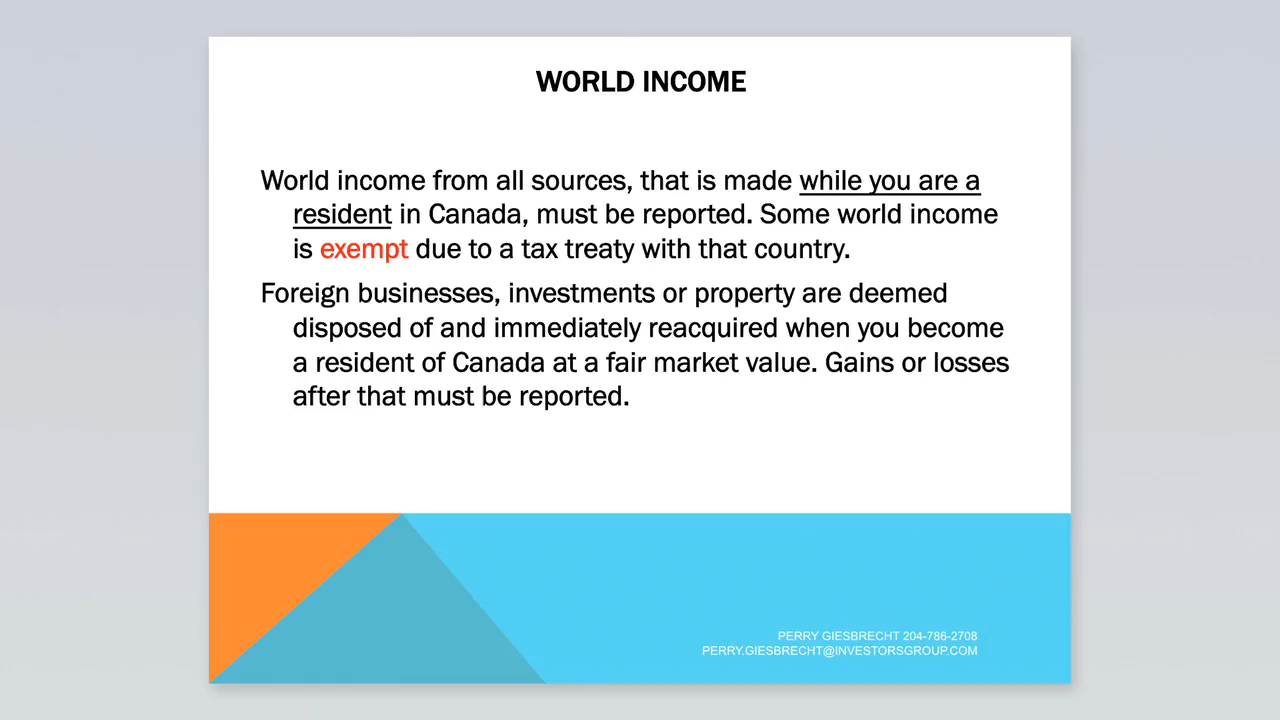 WORLD INCOME
World income from all sources, that is made while you are a
resident in Canada, must be reported. Some world income
is exempt due to a tax treaty with that country.
Foreign businesses, investments or property are deemed
disposed of and immediately reacquired when you become
a resident of Canada at a fair market value. Gains or losses
after that must be reported.
PERRY GIESBRECHT 204-786-2708
PERRY.GIESBRECHT@INVESTORSGROUP.COM